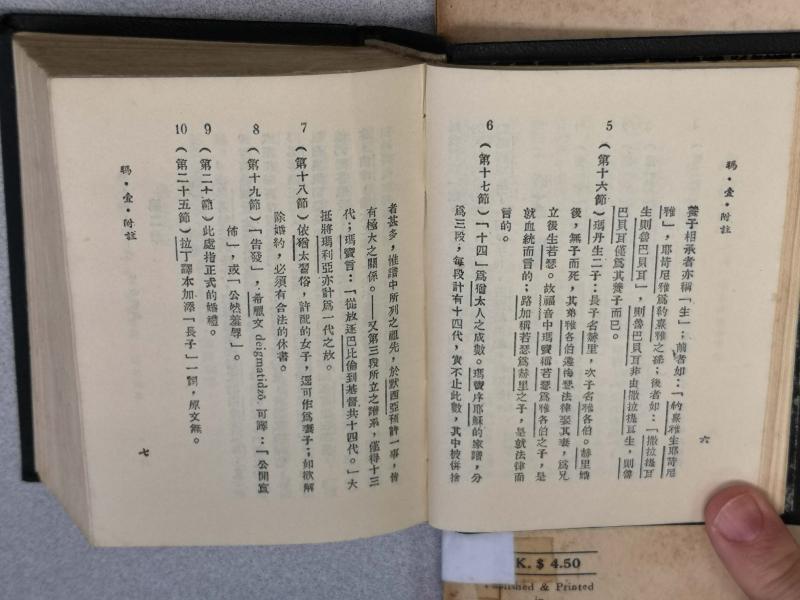 瑪・壹・附註
養子相承者亦稱「生」；前者如：「約熹雅生耶苛尼
雅」，耶苛尼雅爲約熹雅之孫；後者如：「撒拉提耳
生則魯巴貝耳」，則魯巴貝耳非由撒拉提耳生，則魯
巴貝耳僅爲其養子而已。
5 （第十六節）瑪丹生二子：長子名赫里，次子名雅各伯。赫里婚
後，無子而死，其弟雅各伯遵梅瑟法律娶其妻，爲兄
立後生若瑟。故福音中瑪竇稱若瑟爲雅各伯之子，是
就血統而言的；路加稱若瑟爲赫里之子，是就法律而
言的。
6 （第十七節）「十四」爲猶太人之成數。瑪竇序耶穌的家譜，分
爲三段；每段計有十四代，實不止此數，其中被併捨
六
者甚多，惟譜中所列之祖先，於默西亞預許一事，皆
有極大之關係。——又第三段所立之譜系，僅得十三
代；瑪竇言：「從放逐巴比倫到基督共十四代。」大
抵將瑪利亞亦計爲一代之故。
7 （第十八節）依猶太習俗，許配的女子，還可作爲妻子；如欲解
除婚約，必須有合法的休書。
8 （第十九節）「告發」，希臘文 deigmatidzô 可譯：「公開宣
佈」，或「公然羞辱」。
9 （第二十節）此處指正式的婚禮。
10 （第二十五節）拉丁譯本加添「長子」一詞，原文無。
瑪・壹・附註
七
K. $ 4.50
Published & Printed
in